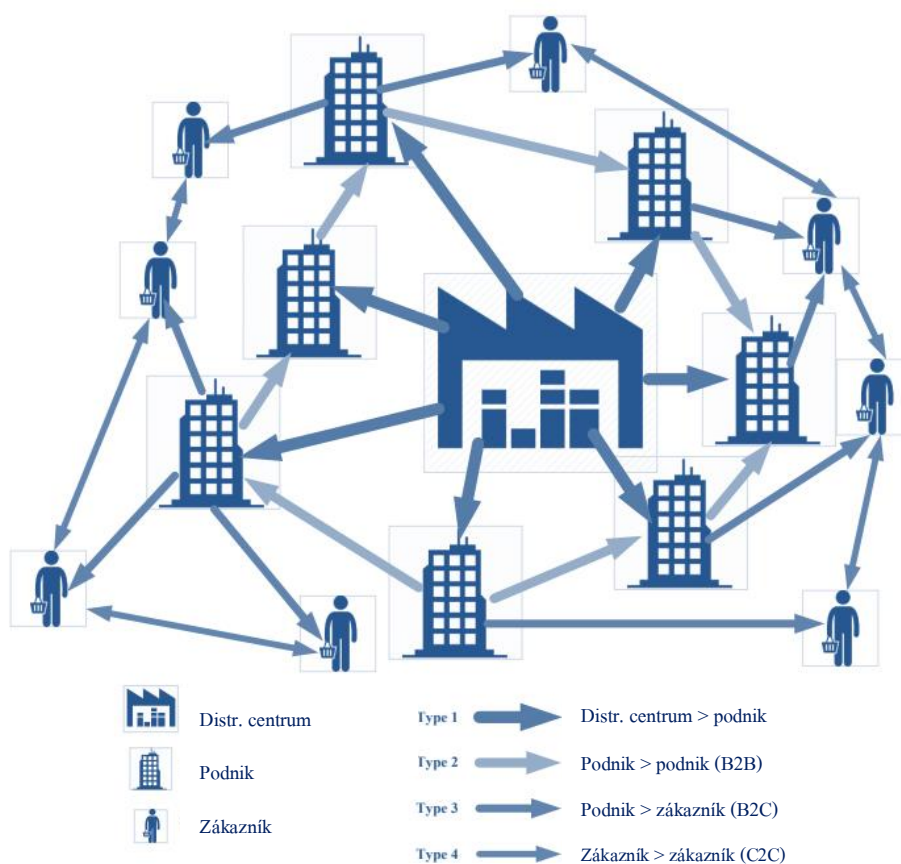 Distr. centrum
Podnik
Zákazník
Type 1 Distr. centrum > podnik
Type 2 Podnik > podnik (B2B)
Type 3 Podnik > zákazník (B2C)
Type 4 Zákazník > zákazník (C2C)